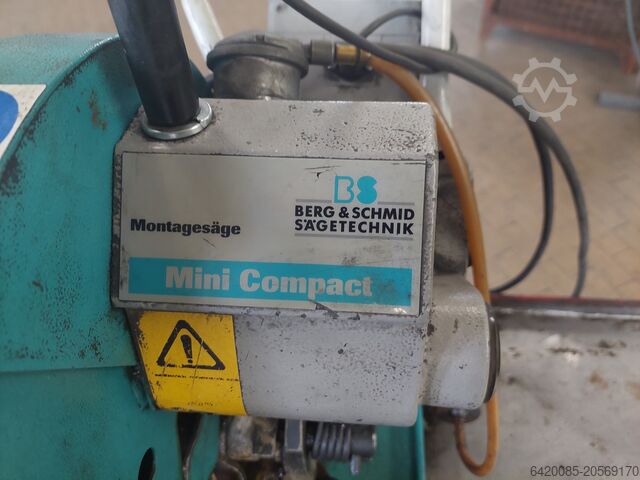 BS
BERG & SCHMID
SÄGETECHNIK
Montagesäge
Mini Compact
6420085-20569170